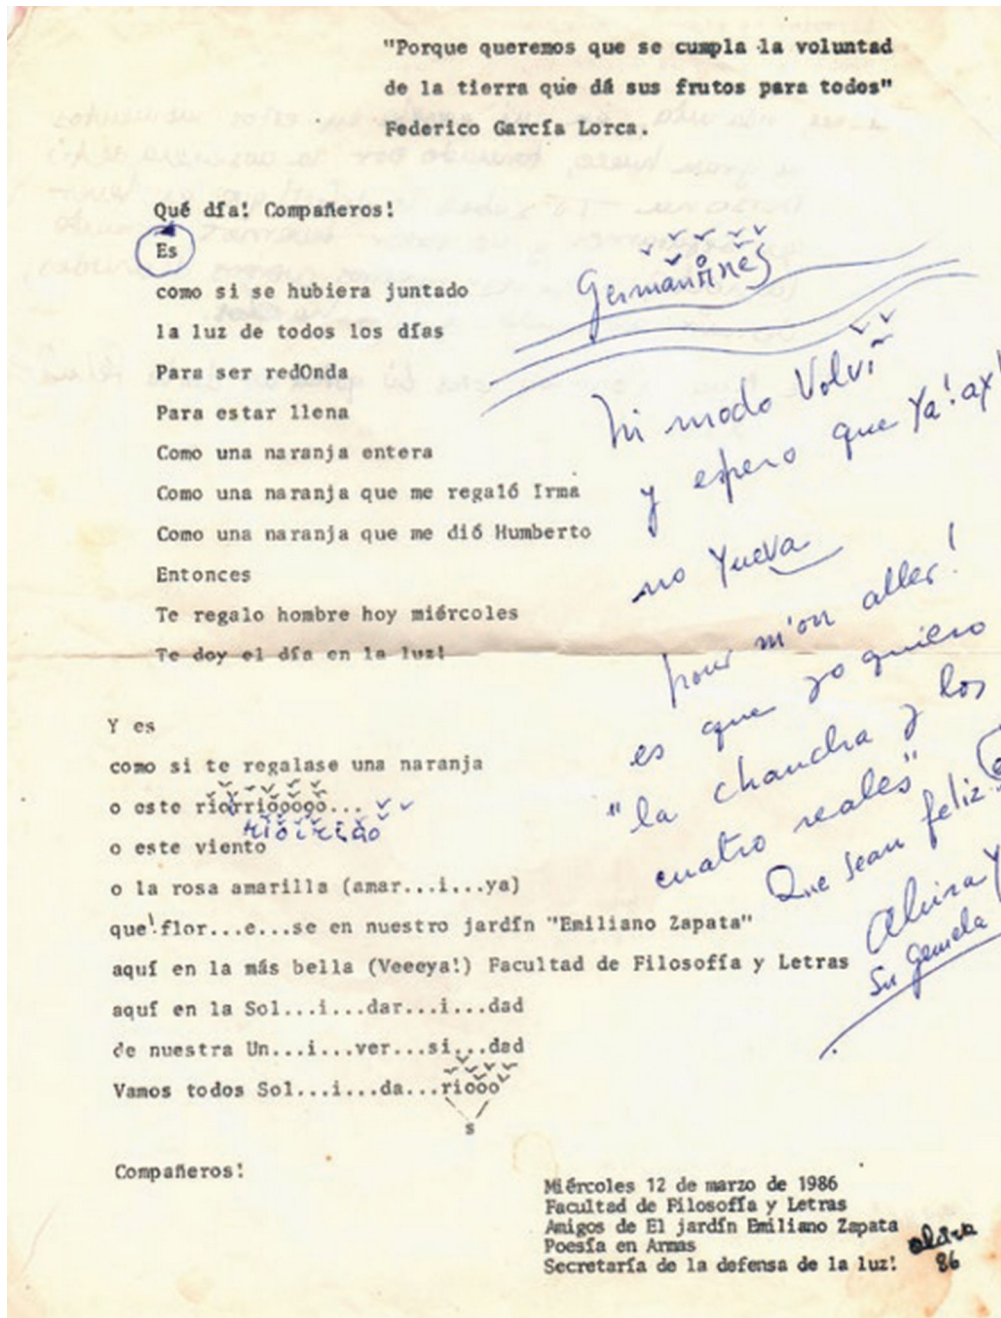 "Porque queremos que se cumpla la voluntad
de la tierra que dá sus frutos para todos"
Federico García Lorca.
Qué día! Compañeros!
Es
como si se hubiera juntado
la luz de todos los días
Para ser redOnda
Para estar llena
Como una naranja entera
Como una naranja que me regaló Irma
Como una naranja que me dió Humberto
Entonces
Te regalo hombre hoy miércoles
Te doy el día en la luz!
Y es
como si te regalase una naranja
o este riorrioooo...
o este viento
o la rosa amarilla (amar...i...ya)
que! flor...e...se en nuestro jardín "Emiliano Zapata"
aquí en la más bella (Veeeya!) Facultad de Filosofía y Letras
aquí en la Sol...i...dar...i...dad
de nuestra Un...i...ver...si...dad
Vamos todos Sol...i...da...riooo
s
Compañeros!
Miércoles 12 de marzo de 1986
Facultad de Filosofía y Letras
Amigos de El jardín Emiliano Zapata
Poesía en Armas
Secretaría de la defensa de la luz!
alcira
86
ni modo Volví
y espero que Ya! ay!
no Yueva
pour m'on aller!
es que yo quiero
"la chancha y los
cuatro reales"
Que sean feliz
Alcira Y
Su gemela